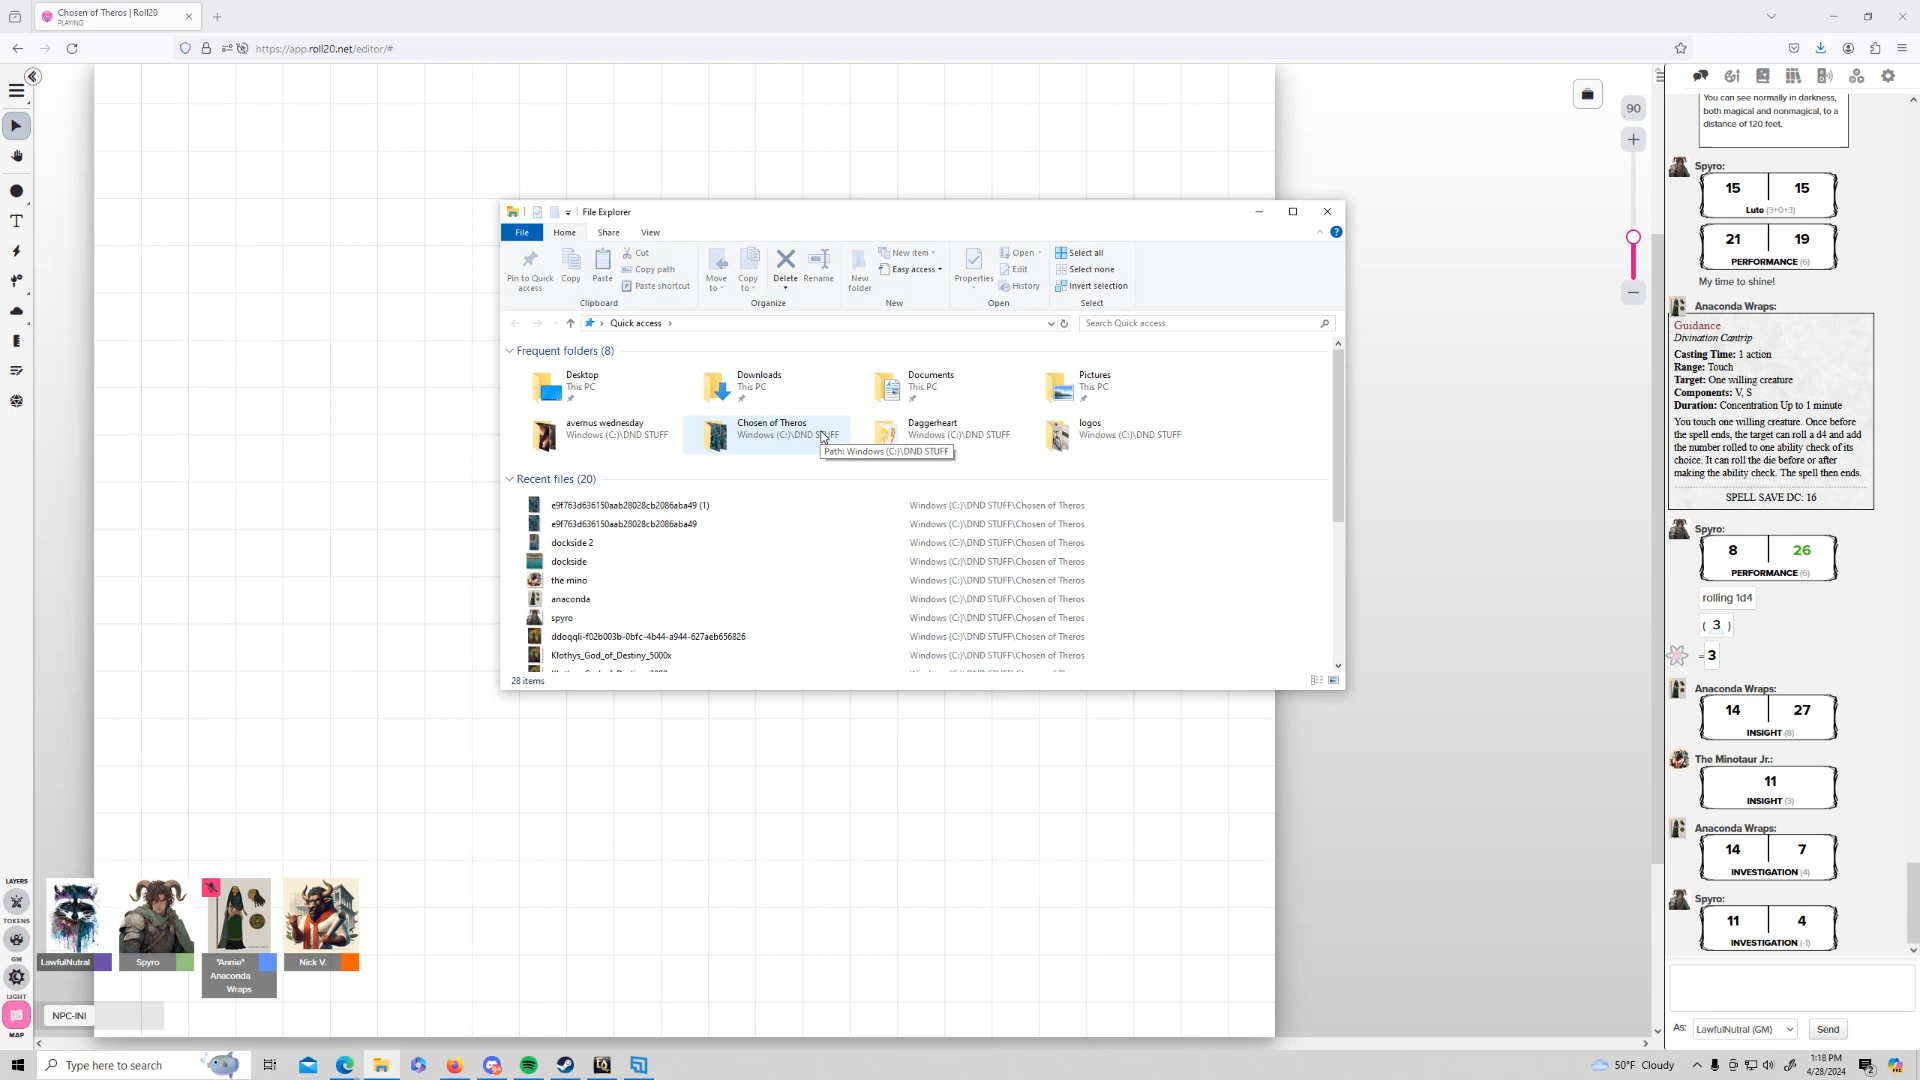 Chosen of Theros | Roll20
PLAYING
https://app.roll20.net/editor/#
File Explorer
File
Home
Share
View
Pin to Quick access
Copy
Paste
Cut
Copy path
Paste shortcut
Clipboard
Move to
Copy to
Delete
Rename
Organize
New folder
New item
Easy access
New
Properties
Open
Edit
History
Open
Select all
Select none
Invert selection
Select
Quick access
Search Quick access
Frequent folders (8)
Desktop
This PC
Downloads
This PC
Documents
This PC
Pictures
This PC
avernus wednesday
Windows (C:)\DND STUFF
Chosen of Theros
Windows (C:)\DND STUFF
Daggerheart
Windows (C:)\DND STUFF
logos
Windows (C:)\DND STUFF
Path: Windows (C:)\DND STUFF
Recent files (20)
e9f763d636150aab28028cb2086aba49 (1) Windows (C:)\DND STUFF\Chosen of Theros
e9f763d636150aab28028cb2086aba49 Windows (C:)\DND STUFF\Chosen of Theros
dockside 2 Windows (C:)\DND STUFF\Chosen of Theros
dockside Windows (C:)\DND STUFF\Chosen of Theros
the mino Windows (C:)\DND STUFF\Chosen of Theros
anaconda Windows (C:)\DND STUFF\Chosen of Theros
spyro Windows (C:)\DND STUFF\Chosen of Theros
ddoqqli-f02b003b-0bfc-4b44-a944-627aeb656826 Windows (C:)\DND STUFF\Chosen of Theros
Klothys_God_of_Destiny_5000x Windows (C:)\DND STUFF\Chosen of Theros
28 items
90
You can see normally in darkness,
both magical and nonmagical, to a
distance of 120 feet.
Spyro:
15 15
Lute (3+0+3)
21 19
PERFORMANCE (6)
My time to shine!
Anaconda Wraps:
Guidance
Divination Cantrip
Casting Time: 1 action
Range: Touch
Target: One willing creature
Components: V, S
Duration: Concentration Up to 1 minute
You touch one willing creature. Once before
the spell ends, the target can roll a d4 and add
the number rolled to one ability check of its
choice. It can roll the die before or after
making the ability check. The spell then ends.
SPELL SAVE DC: 16
Spyro:
8 26
PERFORMANCE (6)
rolling 1d4
( 3 )
= 3
Anaconda Wraps:
14 27
INSIGHT (8)
The Minotaur Jr.:
11
INSIGHT (3)
Anaconda Wraps:
14 7
INVESTIGATION (4)
Spyro:
11 4
INVESTIGATION (-1)
As: LawfulNutral (GM)
Send
LAYERS
TOKENS
GM
LIGHT
MAP
LawfulNutral
Spyro
"Annie"
Anaconda
Wraps
Nick V.
NPC-INI
Type here to search
50°F Cloudy
1:18 PM
4/28/2024